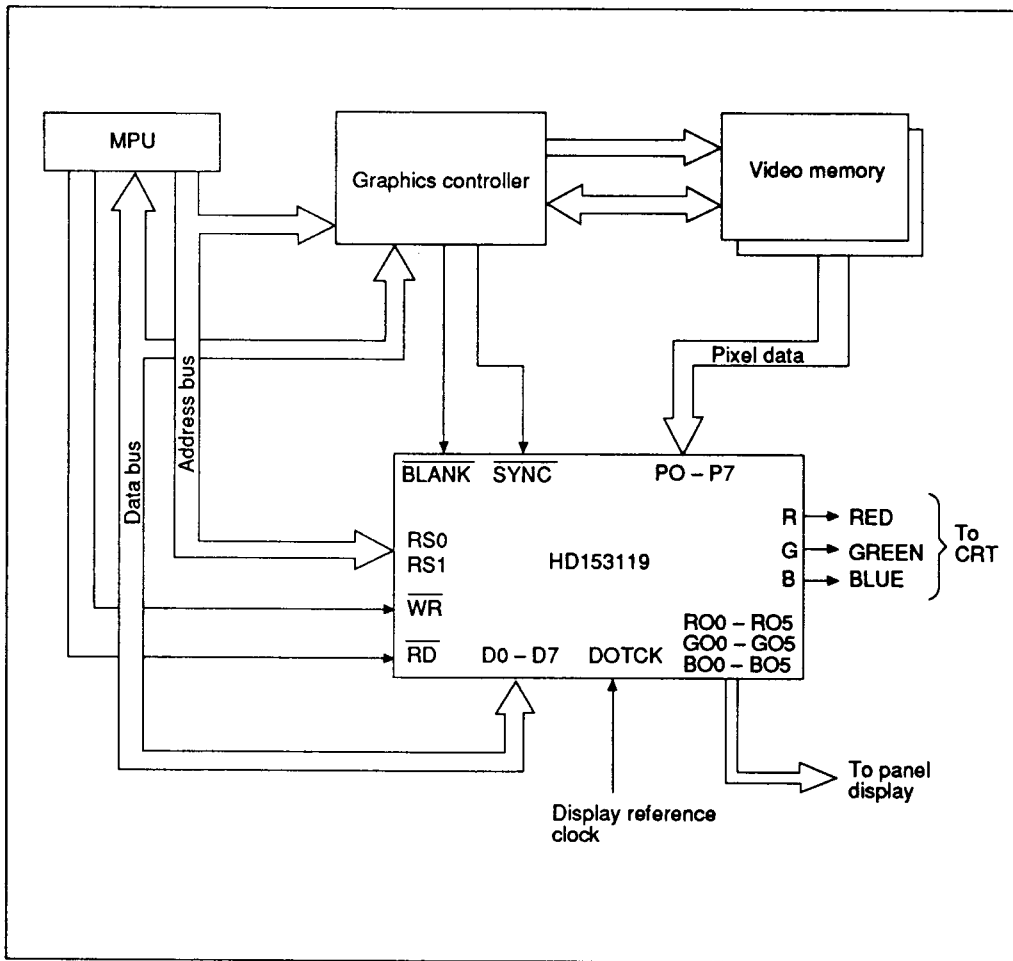 MPU
Graphics controller
Video memory
Pixel data
Address bus
Data bus
BLANK SYNC PO – P7
RS0
RS1
HD153119
WR
RD
D0 – D7 DOTCK
R RED
G GREEN
B BLUE
To
CRT
RO0 – RO5
GO0 – GO5
BO0 – BO5
To panel
display
Display reference
clock